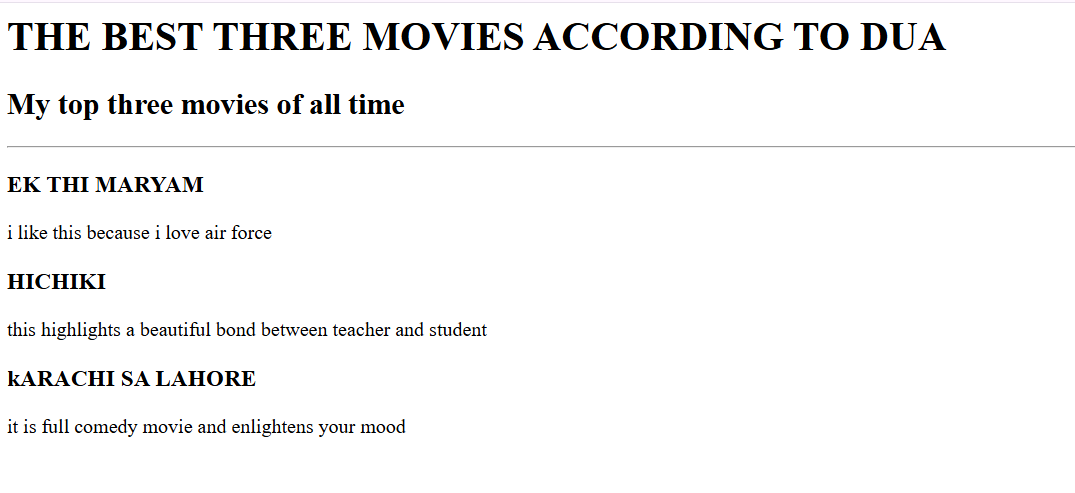 THE BEST THREE MOVIES ACCORDING TO DUA
My top three movies of all time
EK THI MARYAM
i like this because i love air force
HICHIKI
this highlights a beautiful bond between teacher and student
kARACHI SA LAHORE
it is full comedy movie and enlightens your mood